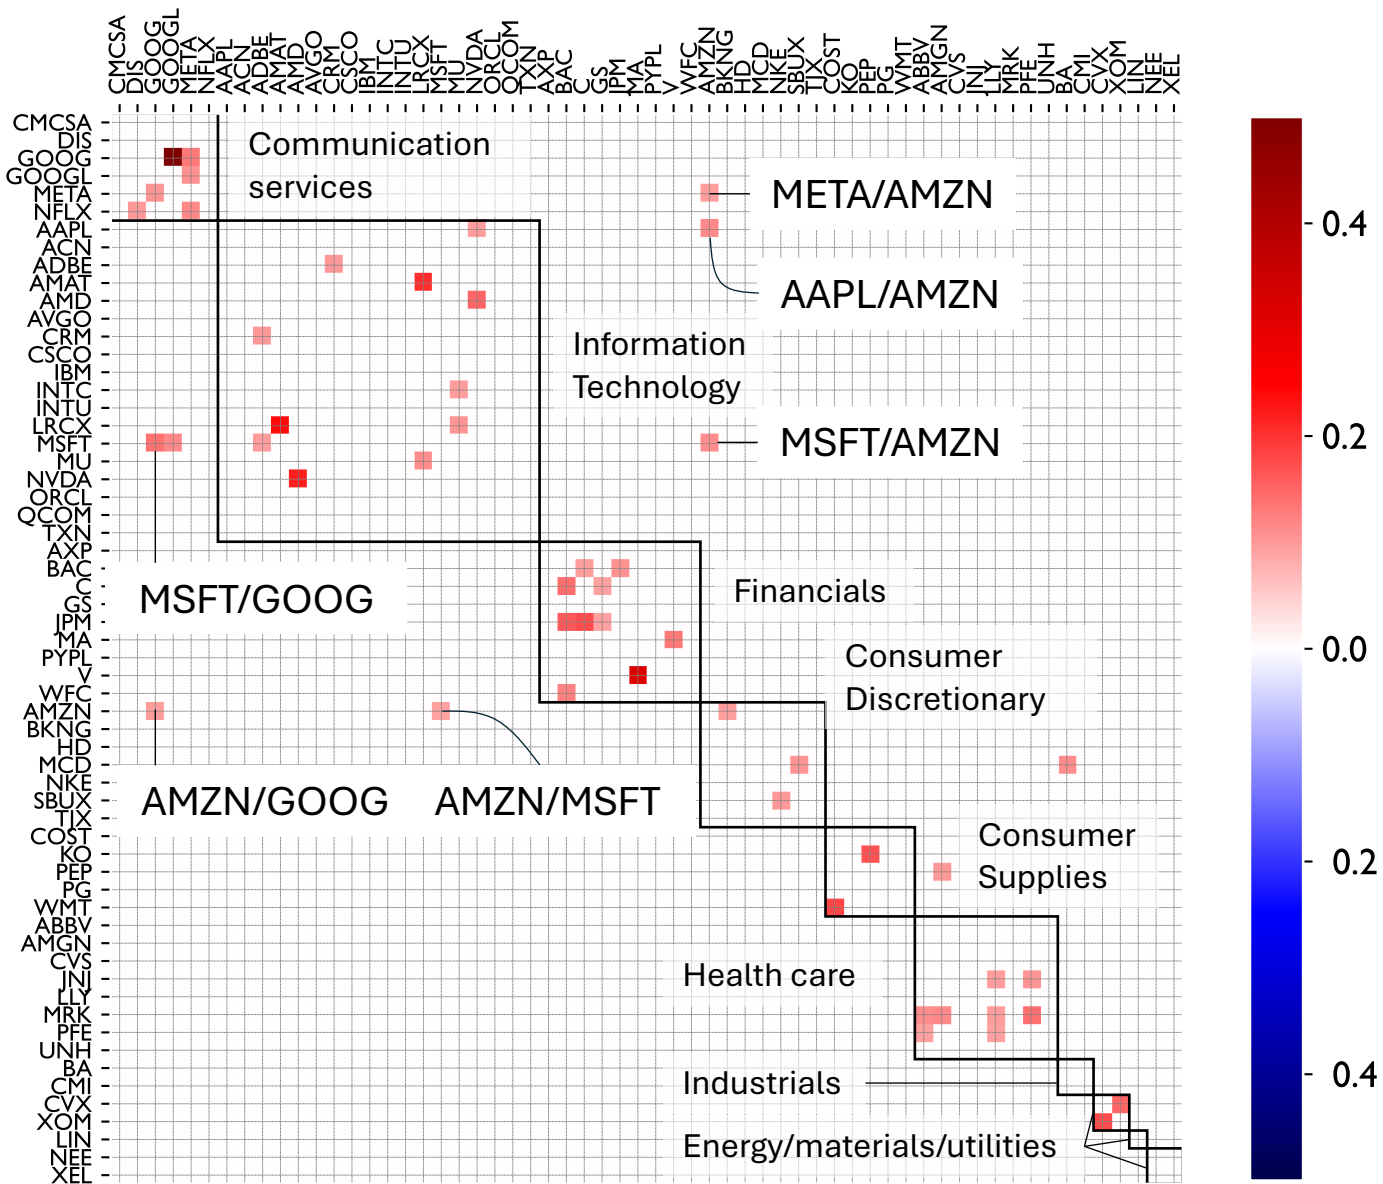 CMCSA
DIS
GOOG
GOOGL
META
NFLX
AAPL
ACN
ADBE
AMAT
AMD
AVGO
CRM
CSCO
IBM
INTC
INTU
LRCX
MSFT
MU
NVDA
ORCL
QCOM
TXN
AXP
BAC
C
GS
JPM
MA
PYPL
V
WFC
AMZN
BKNG
HD
MCD
NKE
SBUX
TJX
COST
KO
PEP
PG
WMT
ABBV
AMGN
CVS
JNJ
LLY
MRK
PFE
UNH
BA
CMI
CVX
XOM
LIN
NEE
XEL
CMCSA
DIS
GOOG
GOOGL
META
NFLX
AAPL
ACN
ADBE
AMAT
AMD
AVGO
CRM
CSCO
IBM
INTC
INTU
LRCX
MSFT
MU
NVDA
ORCL
QCOM
TXN
AXP
BAC
C
GS
JPM
MA
PYPL
V
WFC
AMZN
BKNG
HD
MCD
NKE
SBUX
TJX
COST
KO
PEP
PG
WMT
ABBV
AMGN
CVS
JNJ
LLY
MRK
PFE
UNH
BA
CMI
CVX
XOM
LIN
NEE
XEL
Communication
services
META/AMZN
AAPL/AMZN
Information
Technology
MSFT/AMZN
MSFT/GOOG
Financials
Consumer
Discretionary
AMZN/GOOG
AMZN/MSFT
Consumer
Supplies
Health care
Industrials
Energy/materials/utilities
0.4
0.2
0.0
0.2
0.4